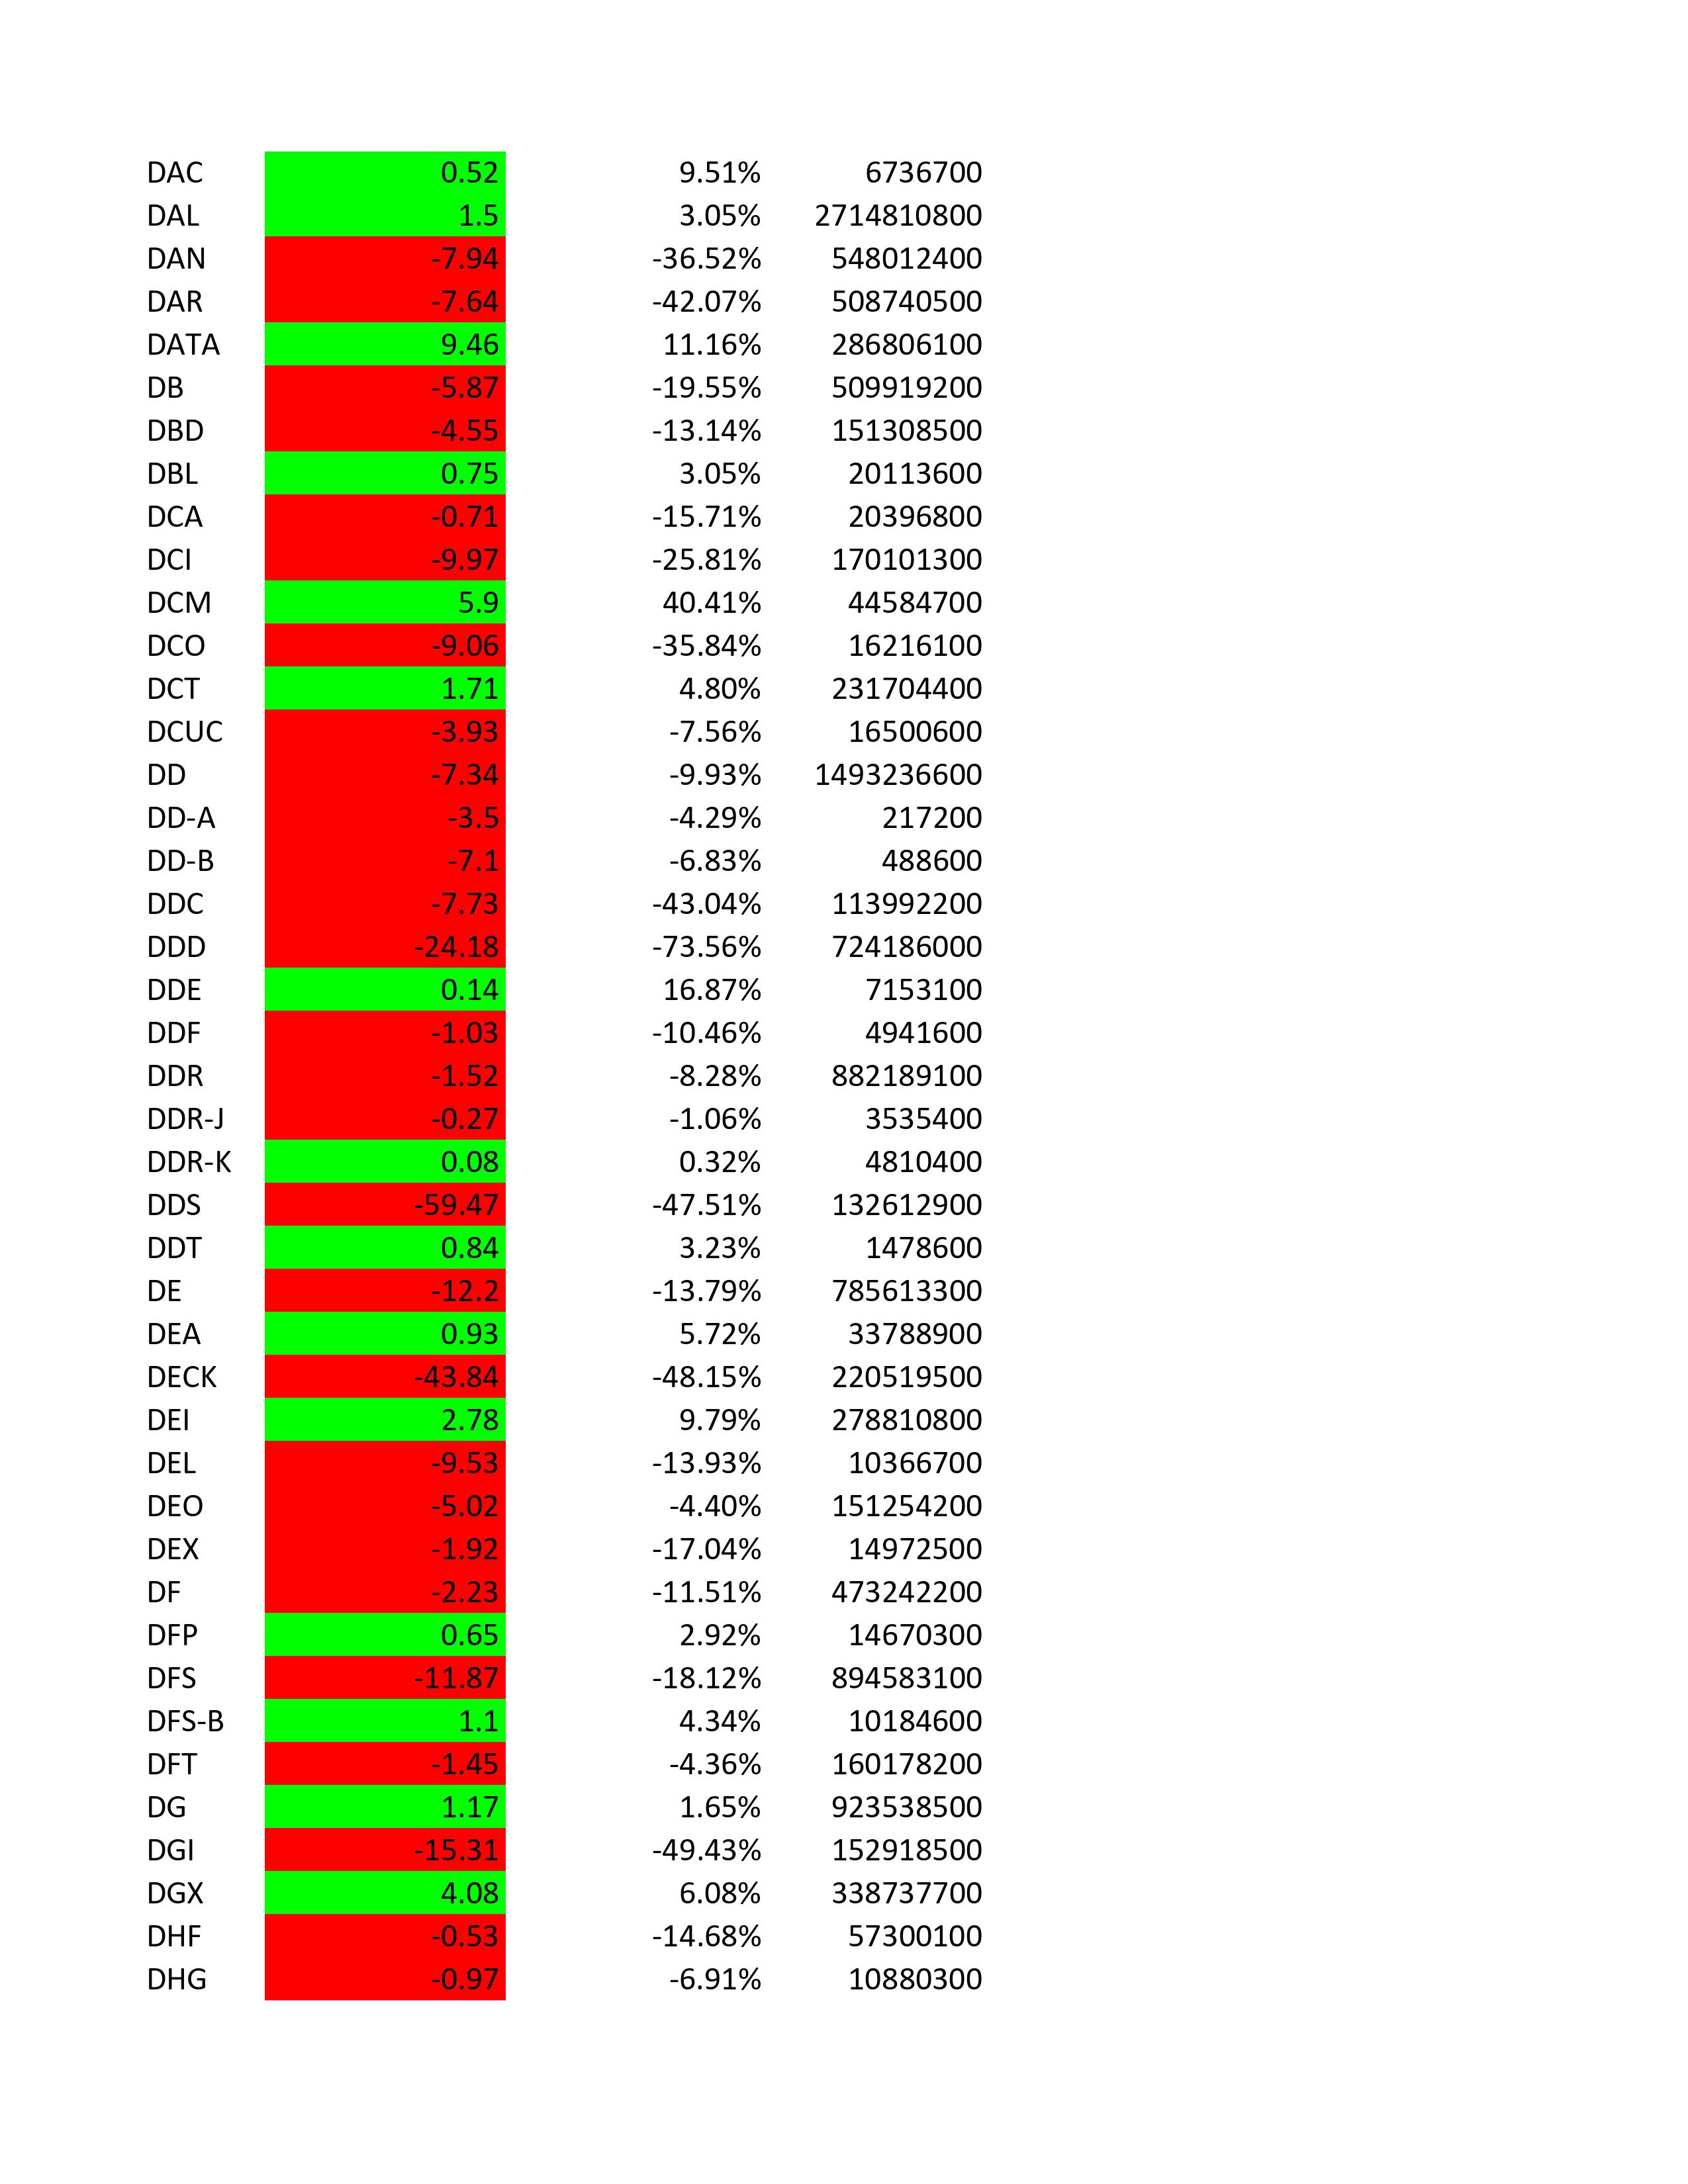 DAC 0.52 9.51% 6736700
DAL 1.5 3.05% 2714810800
DAN -7.94 -36.52% 548012400
DAR -7.64 -42.07% 508740500
DATA 9.46 11.16% 286806100
DB -5.87 -19.55% 509919200
DBD -4.55 -13.14% 151308500
DBL 0.75 3.05% 20113600
DCA -0.71 -15.71% 20396800
DCI -9.97 -25.81% 170101300
DCM 5.9 40.41% 44584700
DCO -9.06 -35.84% 16216100
DCT 1.71 4.80% 231704400
DCUC -3.93 -7.56% 16500600
DD -7.34 -9.93% 1493236600
DD-A -3.5 -4.29% 217200
DD-B -7.1 -6.83% 488600
DDC -7.73 -43.04% 113992200
DDD -24.18 -73.56% 724186000
DDE 0.14 16.87% 7153100
DDF -1.03 -10.46% 4941600
DDR -1.52 -8.28% 882189100
DDR-J -0.27 -1.06% 3535400
DDR-K 0.08 0.32% 4810400
DDS -59.47 -47.51% 132612900
DDT 0.84 3.23% 1478600
DE -12.2 -13.79% 785613300
DEA 0.93 5.72% 33788900
DECK -43.84 -48.15% 220519500
DEI 2.78 9.79% 278810800
DEL -9.53 -13.93% 10366700
DEO -5.02 -4.40% 151254200
DEX -1.92 -17.04% 14972500
DF -2.23 -11.51% 473242200
DFP 0.65 2.92% 14670300
DFS -11.87 -18.12% 894583100
DFS-B 1.1 4.34% 10184600
DFT -1.45 -4.36% 160178200
DG 1.17 1.65% 923538500
DGI -15.31 -49.43% 152918500
DGX 4.08 6.08% 338737700
DHF -0.53 -14.68% 57300100
DHG -0.97 -6.91% 10880300